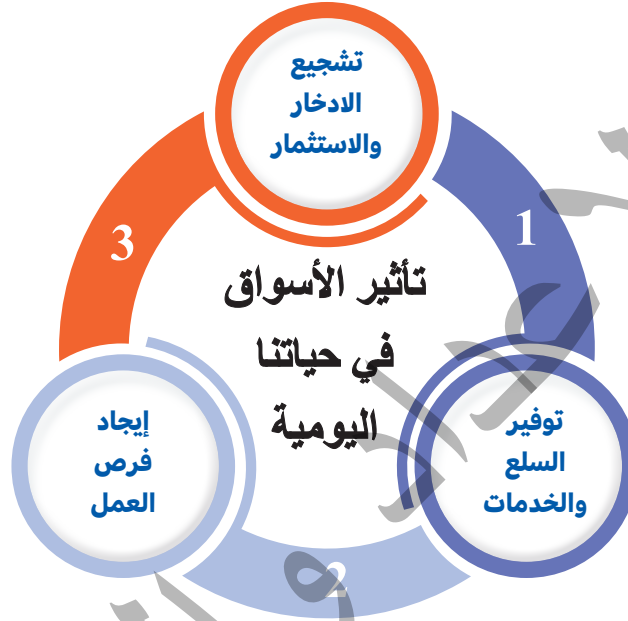 تشجيع
الادخار
والاستثمار
3
1
تأثير الأسواق
في حياتنا
اليومية
توفير
السلع
والخدمات
إيجاد
فرص
العمل
2